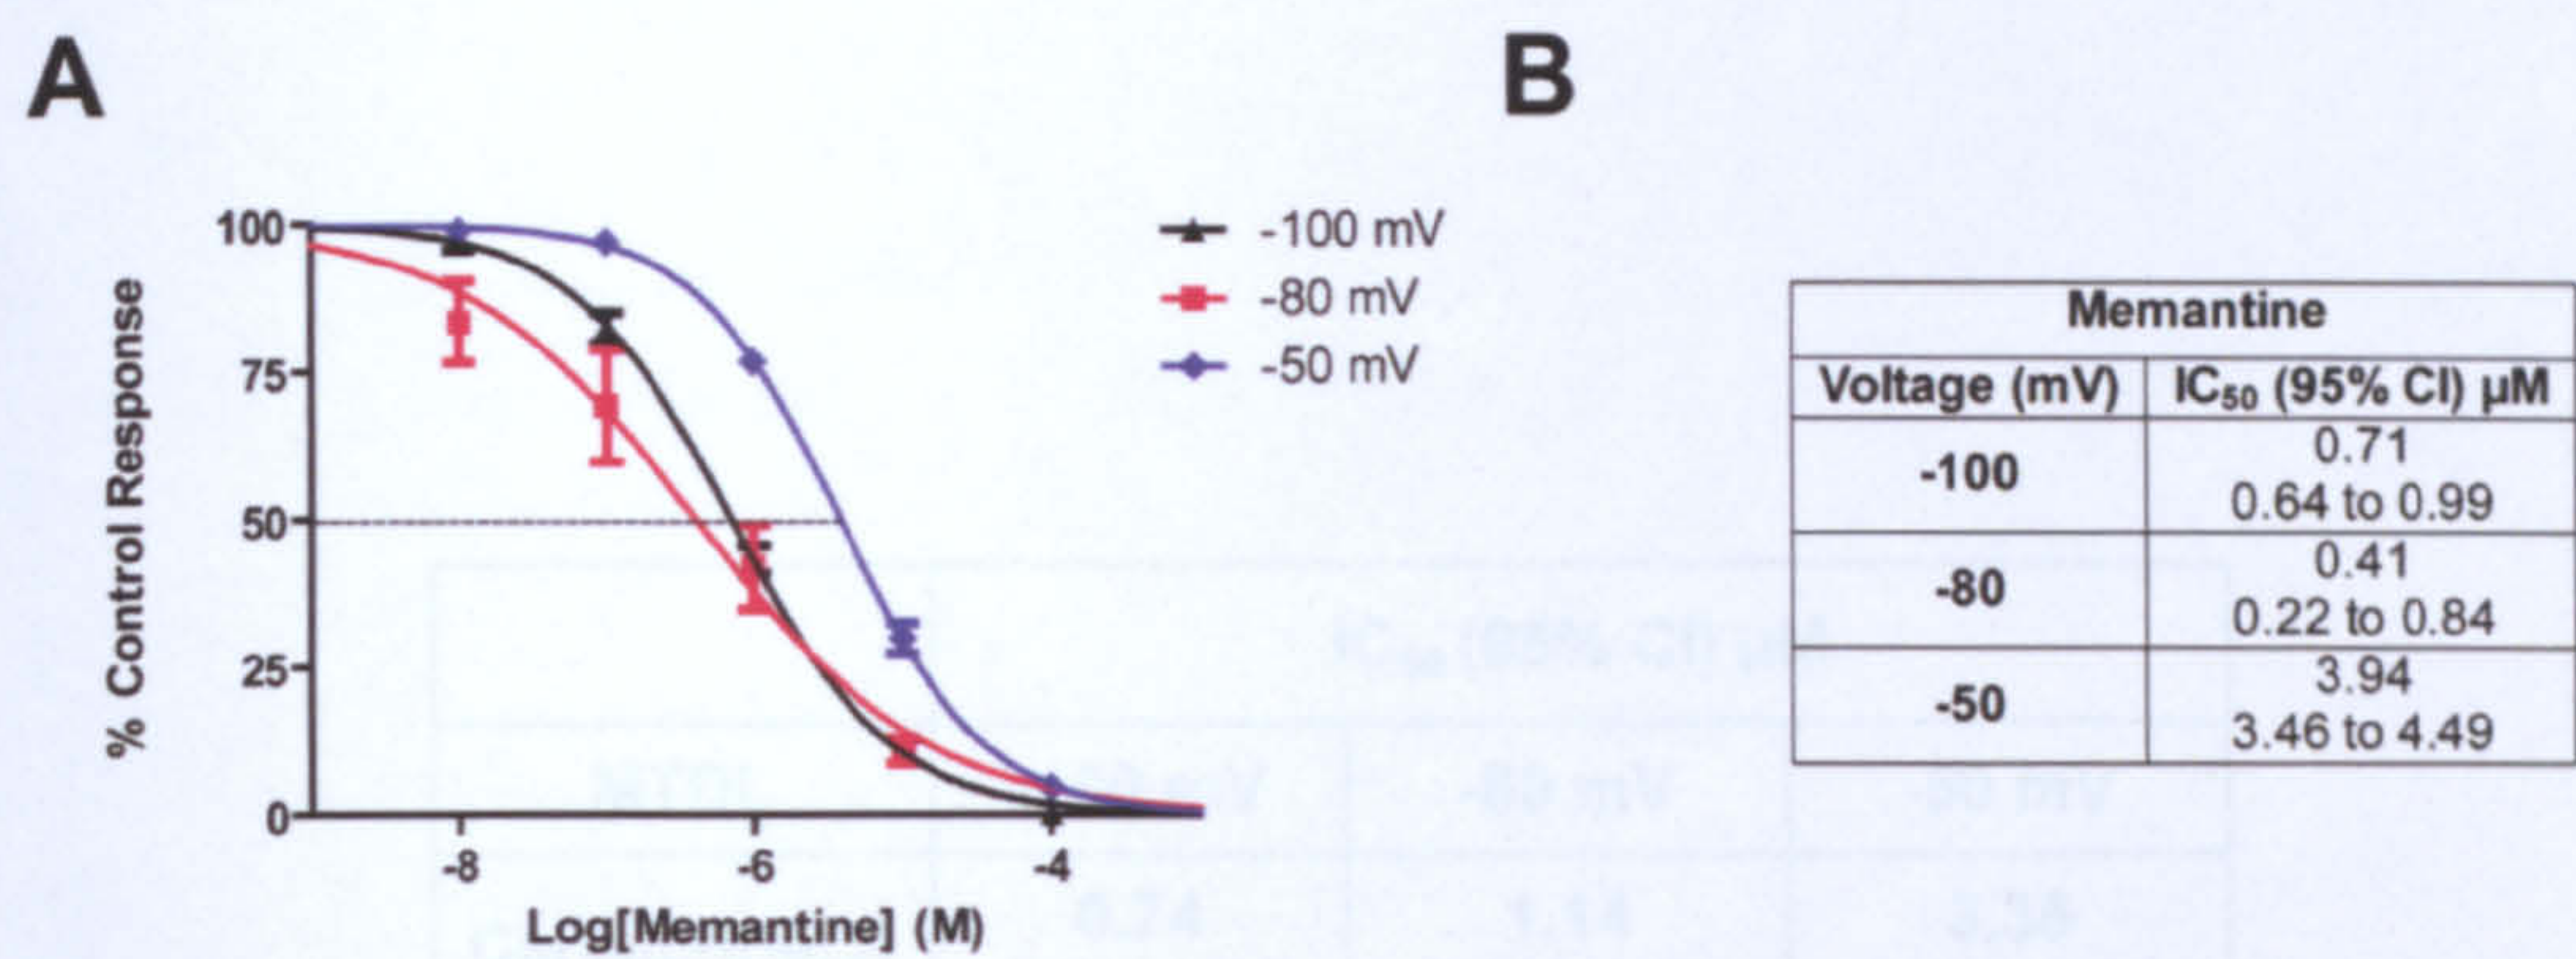 A
B
100
75
50
25
0
% Control Response
-8
-6
-4
Log[Memantine] (M)
-100 mV
-80 mV
-50 mV
Memantine
Voltage (mV) IC₅₀ (95% CI) µM
-100 0.71
0.64 to 0.99
-80 0.41
0.22 to 0.84
-50 3.94
3.46 to 4.49